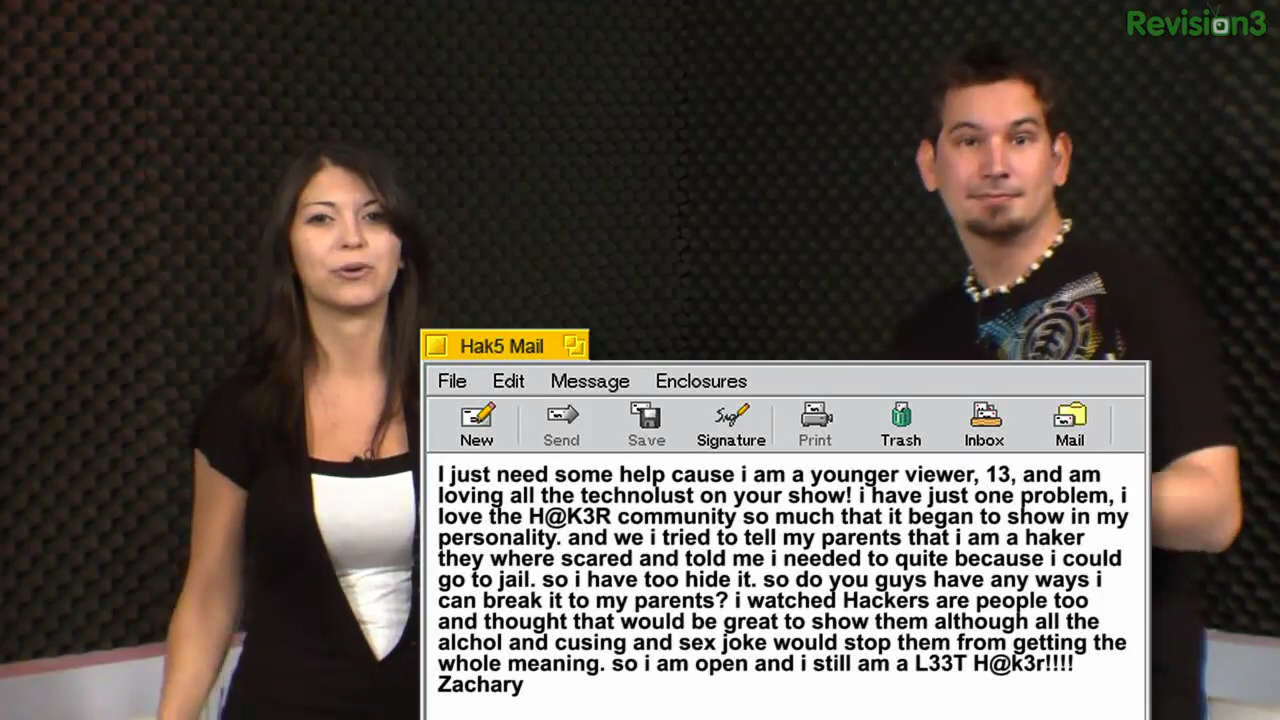 Revision3
Hak5 Mail
File Edit Message Enclosures
New Send Save Signature Print Trash Inbox Mail
I just need some help cause i am a younger viewer, 13, and am
loving all the technolust on your show! i have just one problem, i
love the H@K3R community so much that it began to show in my
personality. and we i tried to tell my parents that i am a haker
they where scared and told me i needed to quite because i could
go to jail. so i have too hide it. so do you guys have any ways i
can break it to my parents? i watched Hackers are people too
and thought that would be great to show them although all the
alchol and cusing and sex joke would stop them from getting the
whole meaning. so i am open and i still am a L33T H@k3r!!!!
Zachary